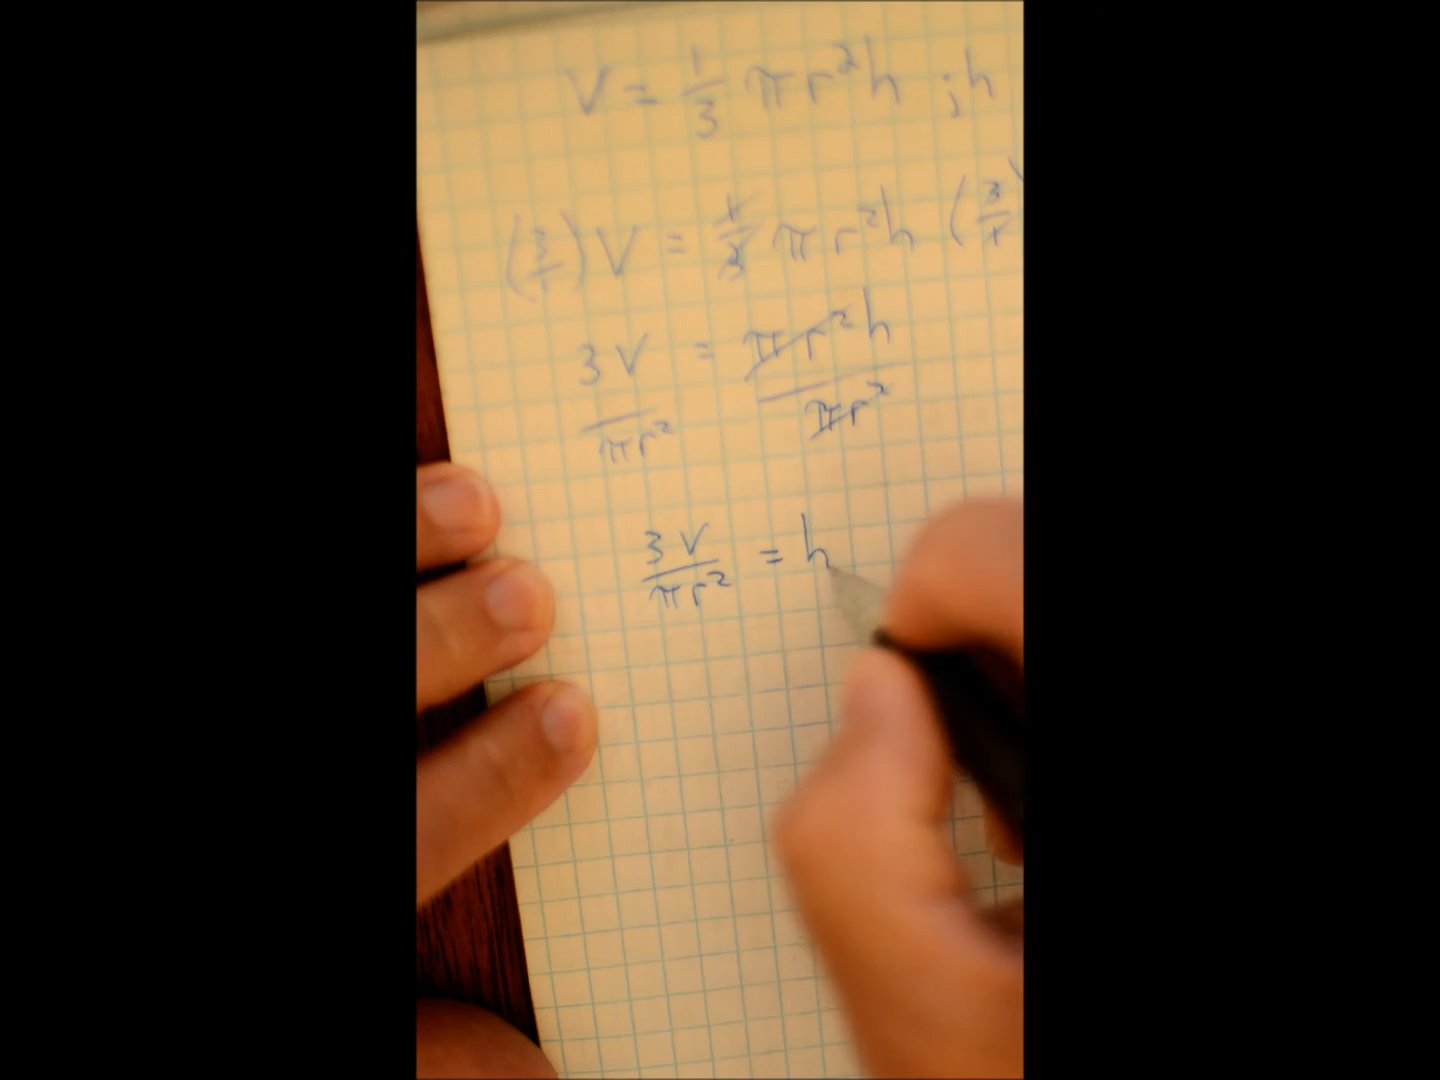 V = 1/3 πr²h ; h
(3/1) V = 1/3 πr²h (3/1)
3V/πr² = πr²h/πr²
3V/πr² = h